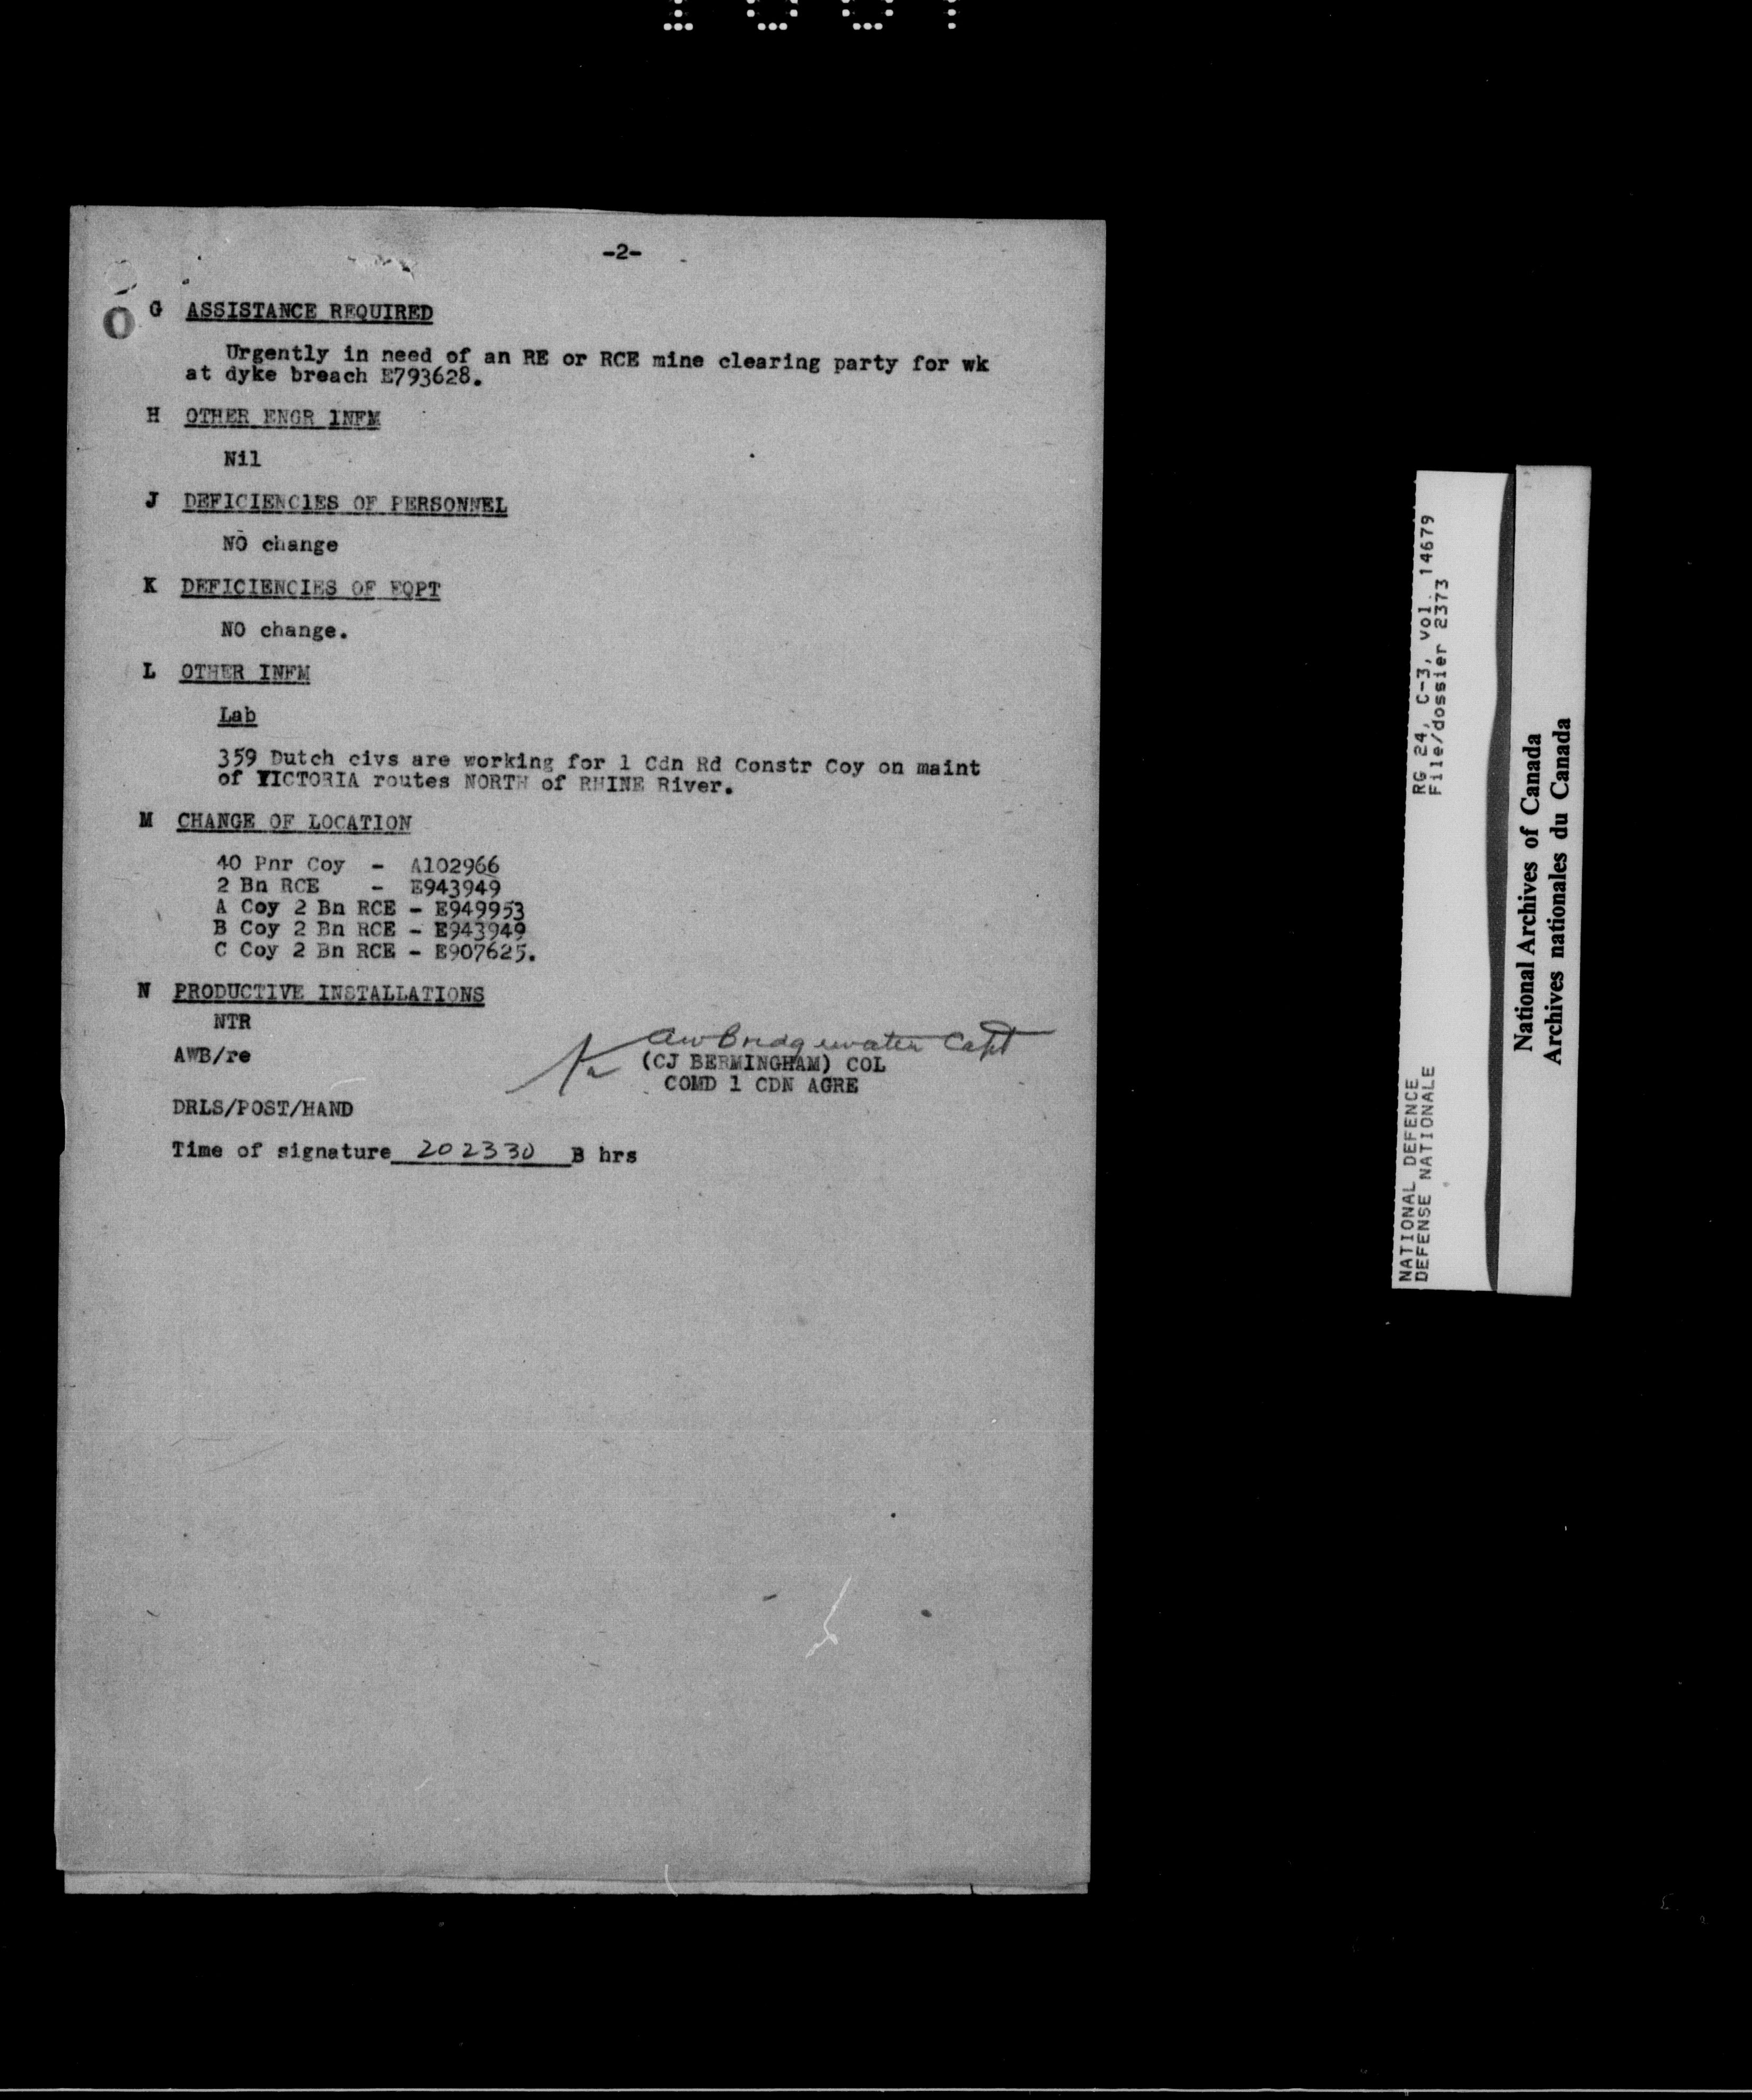 -2-
G ASSISTANCE REQUIRED
Urgently in need of an RE or RCE mine clearing party for wk
at dyke breach E793628.
H OTHER ENGR INFM
Nil
J DEFICIENCIES OF PERSONNEL
NO change
K DEFICIENCIES OF EQPT
NO change.
L OTHER INFM
Lab
359 Dutch civs are working for 1 Cdn Rd Constr Coy on maint
of VICTORIA routes NORTH of RHINE River.
M CHANGE OF LOCATION
40 Pnr Coy - A102966
2 Bn RCE - E943949
A Coy 2 Bn RCE - E949953
B Coy 2 Bn RCE - E943949
C Coy 2 Bn RCE - E907625.
N PRODUCTIVE INSTALLATIONS
NTR
AWB/re
AW Bridgewater Capt
(CJ BERMINGHAM) COL
COMD 1 CDN AGRE
DRLS/POST/HAND
Time of signature 202330 B hrs
NATIONAL DEFENCE RG 24, C-3, vol. 14679
DEFENSE NATIONALE File/dossier 2373
National Archives of Canada
Archives nationales du Canada